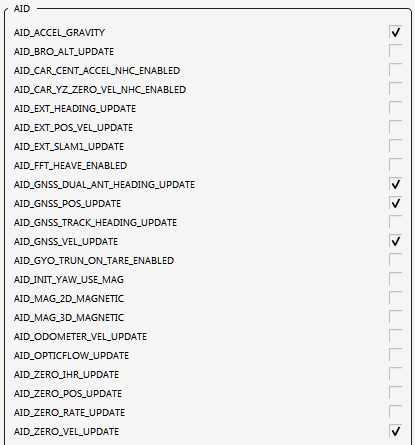 AID
AID_ACCEL_GRAVITY
AID_BRO_ALT_UPDATE
AID_CAR_CENT_ACCEL_NHC_ENABLED
AID_CAR_YZ_ZERO_VEL_NHC_ENABLED
AID_EXT_HEADING_UPDATE
AID_EXT_POS_VEL_UPDATE
AID_EXT_SLAM1_UPDATE
AID_FFT_HEAVE_ENABLED
AID_GNSS_DUAL_ANT_HEADING_UPDATE
AID_GNSS_POS_UPDATE
AID_GNSS_TRACK_HEADING_UPDATE
AID_GNSS_VEL_UPDATE
AID_GYO_TRUN_ON_TARE_ENABLED
AID_INIT_YAW_USE_MAG
AID_MAG_2D_MAGNETIC
AID_MAG_3D_MAGNETIC
AID_ODOMETER_VEL_UPDATE
AID_OPTICFLOW_UPDATE
AID_ZERO_IHR_UPDATE
AID_ZERO_POS_UPDATE
AID_ZERO_RATE_UPDATE
AID_ZERO_VEL_UPDATE